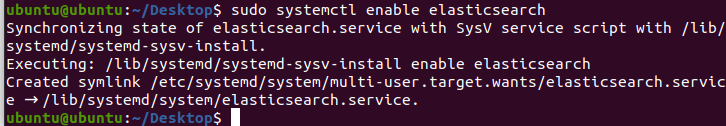 ubuntu@ubuntu:~/Desktop$ sudo systemctl enable elasticsearch
Synchronizing state of elasticsearch.service with SysV service script with /lib/
systemd/systemd-sysv-install.
Executing: /lib/systemd/systemd-sysv-install enable elasticsearch
Created symlink /etc/systemd/system/multi-user.target.wants/elasticsearch.servic
e → /lib/systemd/system/elasticsearch.service.
ubuntu@ubuntu:~/Desktop$